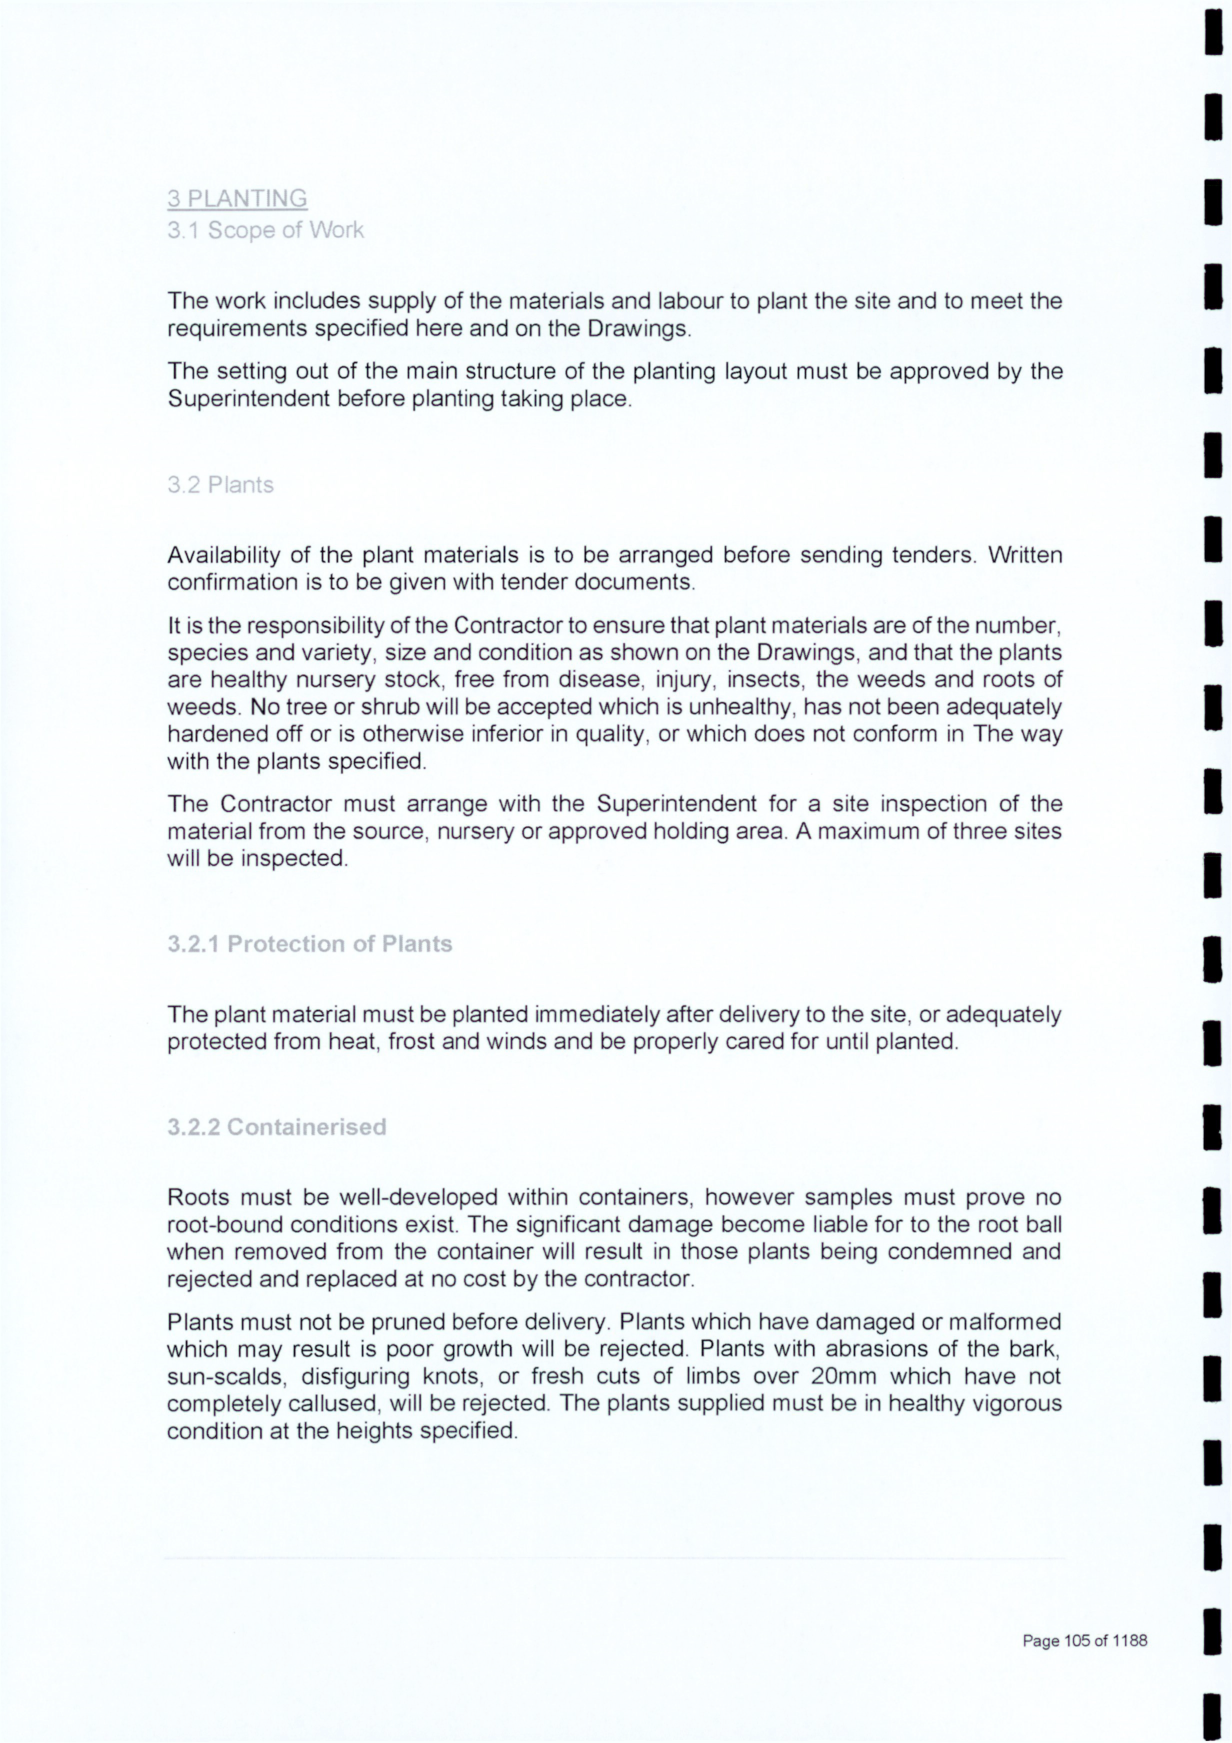 3 PLANTING
3.1 Scope of Work
The work includes supply of the materials and labour to plant the site and to meet the
requirements specified here and on the Drawings.
The setting out of the main structure of the planting layout must be approved by the
Superintendent before planting taking place.
3.2 Plants
Availability of the plant materials is to be arranged before sending tenders. Written
confirmation is to be given with tender documents.
It is the responsibility of the Contractor to ensure that plant materials are of the number,
species and variety, size and condition as shown on the Drawings, and that the plants
are healthy nursery stock, free from disease, injury, insects, the weeds and roots of
weeds. No tree or shrub will be accepted which is unhealthy, has not been adequately
hardened off or is otherwise inferior in quality, or which does not conform in The way
with the plants specified.
The Contractor must arrange with the Superintendent for a site inspection of the
material from the source, nursery or approved holding area. A maximum of three sites
will be inspected.
3.2.1 Protection of Plants
The plant material must be planted immediately after delivery to the site, or adequately
protected from heat, frost and winds and be properly cared for until planted.
3.2.2 Containerised
Roots must be well-developed within containers, however samples must prove no
root-bound conditions exist. The significant damage become liable for to the root ball
when removed from the container will result in those plants being condemned and
rejected and replaced at no cost by the contractor.
Plants must not be pruned before delivery. Plants which have damaged or malformed
which may result is poor growth will be rejected. Plants with abrasions of the bark,
sun-scalds, disfiguring knots, or fresh cuts of limbs over 20mm which have not
completely callused, will be rejected. The plants supplied must be in healthy vigorous
condition at the heights specified.
Page 105 of 1188